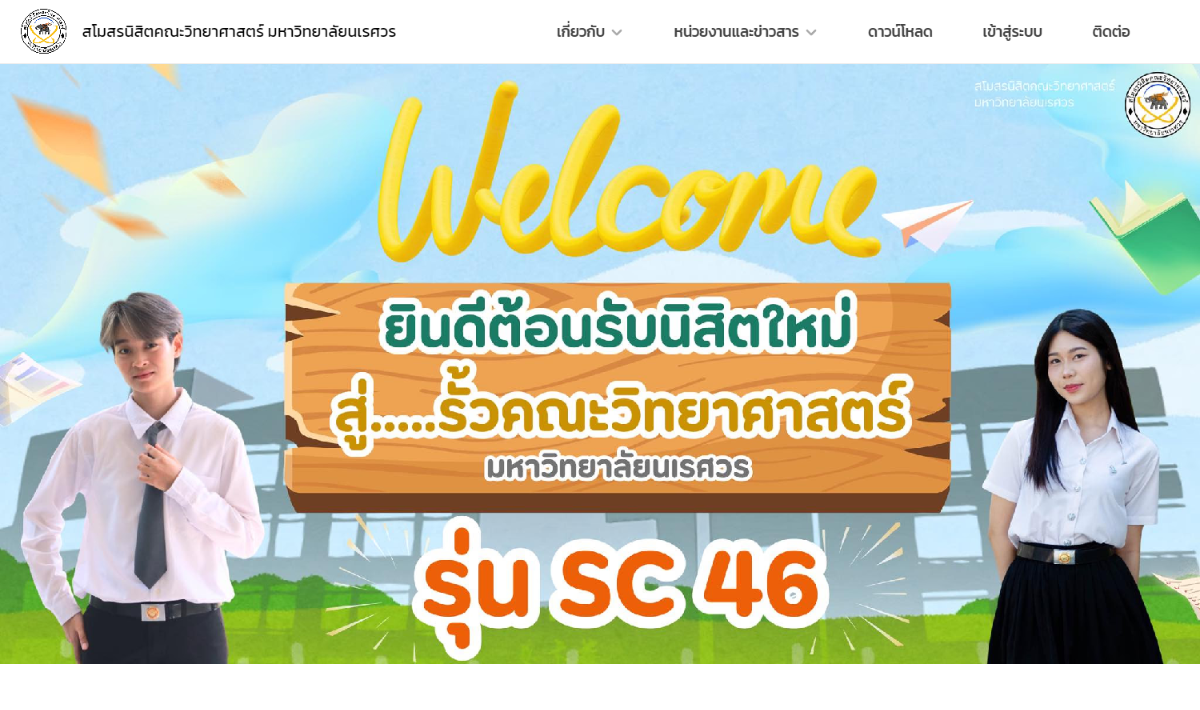 สโมสรนิสิตคณะวิทยาศาสตร์ มหาวิทยาลัยนเรศวร
เกี่ยวกับ
หน่วยงานและข่าวสาร
ดาวน์โหลด
เข้าสู่ระบบ
ติดต่อ
สโมสรนิสิตคณะวิทยาศาสตร์
มหาวิทยาลัยนเรศวร
Welcome
ยินดีต้อนรับนิสิตใหม่
สู่.....รั้วคณะวิทยาศาสตร์
มหาวิทยาลัยนเรศวร
รุ่น SC 46